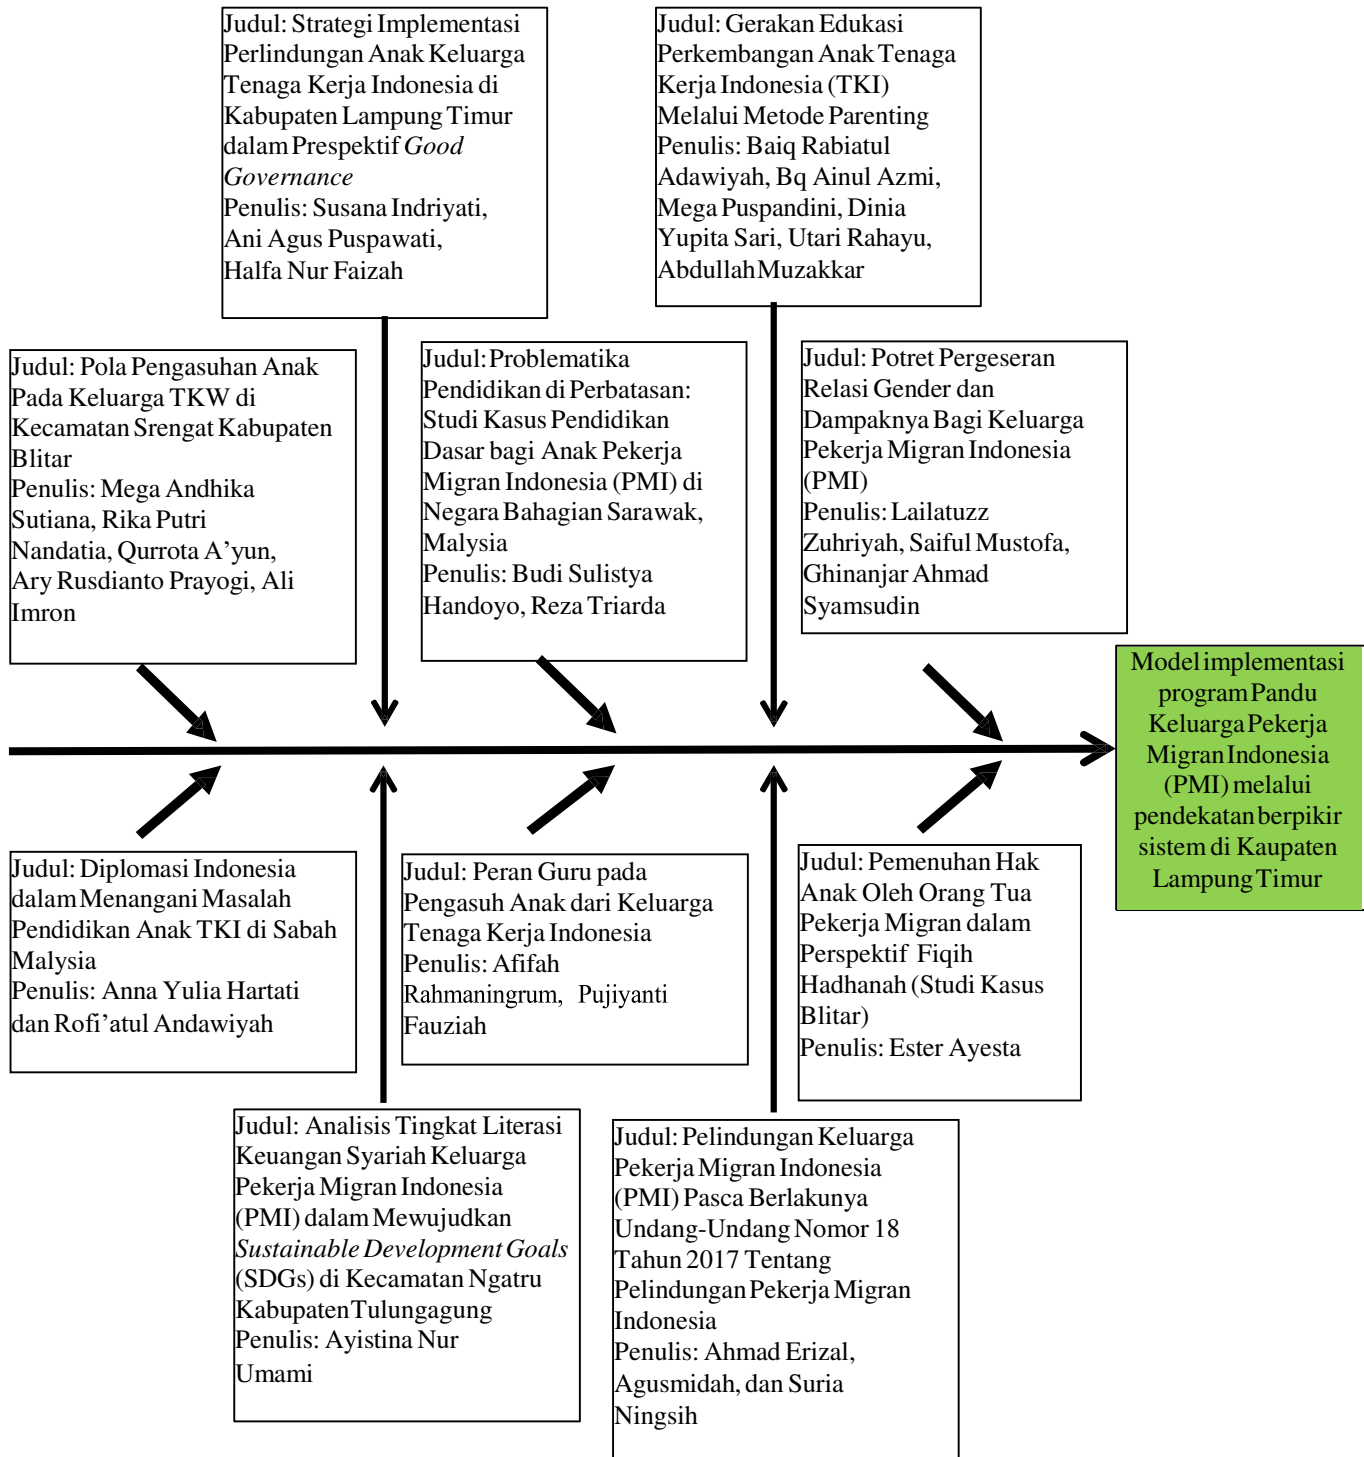 Judul: Strategi Implementasi
Perlindungan Anak Keluarga
Tenaga Kerja Indonesia di
Kabupaten Lampung Timur
dalam Prespektif Good
Governance
Penulis: Susana Indriyati,
Ani Agus Puspawati,
Halfa Nur Faizah
Judul: Gerakan Edukasi
Perkembangan Anak Tenaga
Kerja Indonesia (TKI)
Melalui Metode Parenting
Penulis: Baiq Rabiatul
Adawiyah, Bq Ainul Azmi,
Mega Puspandini, Dinia
Yupita Sari, Utari Rahayu,
Abdullah Muzakkar
Judul: Pola Pengasuhan Anak
Pada Keluarga TKW di
Kecamatan Srengat Kabupaten
Blitar
Penulis: Mega Andhika
Sutiana, Rika Putri
Nandatia, Qurrota A’yun,
Ary Rusdianto Prayogi, Ali
Imron
Judul: Problematika
Pendidikan di Perbatasan:
Studi Kasus Pendidikan
Dasar bagi Anak Pekerja
Migran Indonesia (PMI) di
Negara Bahagian Sarawak,
Malysia
Penulis: Budi Sulistya
Handoyo, Reza Triarda
Judul: Potret Pergeseran
Relasi Gender dan
Dampaknya Bagi Keluarga
Pekerja Migran Indonesia
(PMI)
Penulis: Lailatuzz
Zuhriyah, Saiful Mustofa,
Ghinanjar Ahmad
Syamsudin
Model implementasi
program Pandu
Keluarga Pekerja
Migran Indonesia
(PMI) melalui
pendekatan berpikir
sistem di Kaupaten
Lampung Timur
Judul: Diplomasi Indonesia
dalam Menangani Masalah
Pendidikan Anak TKI di Sabah
Malysia
Penulis: Anna Yulia Hartati
dan Rofi’atul Andawiyah
Judul: Peran Guru pada
Pengasuh Anak dari Keluarga
Tenaga Kerja Indonesia
Penulis: Afifah
Rahmaningrum, Pujiyanti
Fauziah
Judul: Pemenuhan Hak
Anak Oleh Orang Tua
Pekerja Migran dalam
Perspektif Fiqih
Hadhanah (Studi Kasus
Blitar)
Penulis: Ester Ayesta
Judul: Analisis Tingkat Literasi
Keuangan Syariah Keluarga
Pekerja Migran Indonesia
(PMI) dalam Mewujudkan
Sustainable Development Goals
(SDGs) di Kecamatan Ngatru
Kabupaten Tulungagung
Penulis: Ayistina Nur
Umami
Judul: Pelindungan Keluarga
Pekerja Migran Indonesia
(PMI) Pasca Berlakunya
Undang-Undang Nomor 18
Tahun 2017 Tentang
Pelindungan Pekerja Migran
Indonesia
Penulis: Ahmad Erizal,
Agusmidah, dan Suria
Ningsih